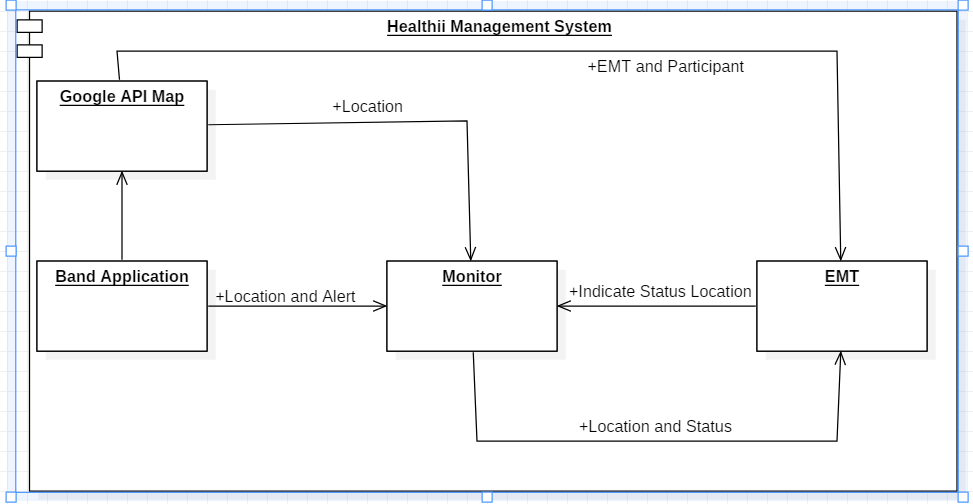 Healthii Management System
+EMT and Participant
Google API Map
+Location
Band Application
+Location and Alert
Monitor
+Indicate Status Location
EMT
+Location and Status